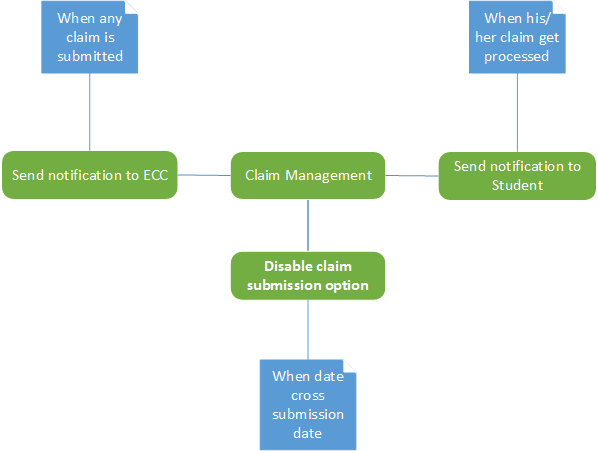 When any
claim is
submitted
When his/
her claim get
processed
Send notification to ECC
Claim Management
Send notification to
Student
Disable claim
submission option
When date
cross
submission
date